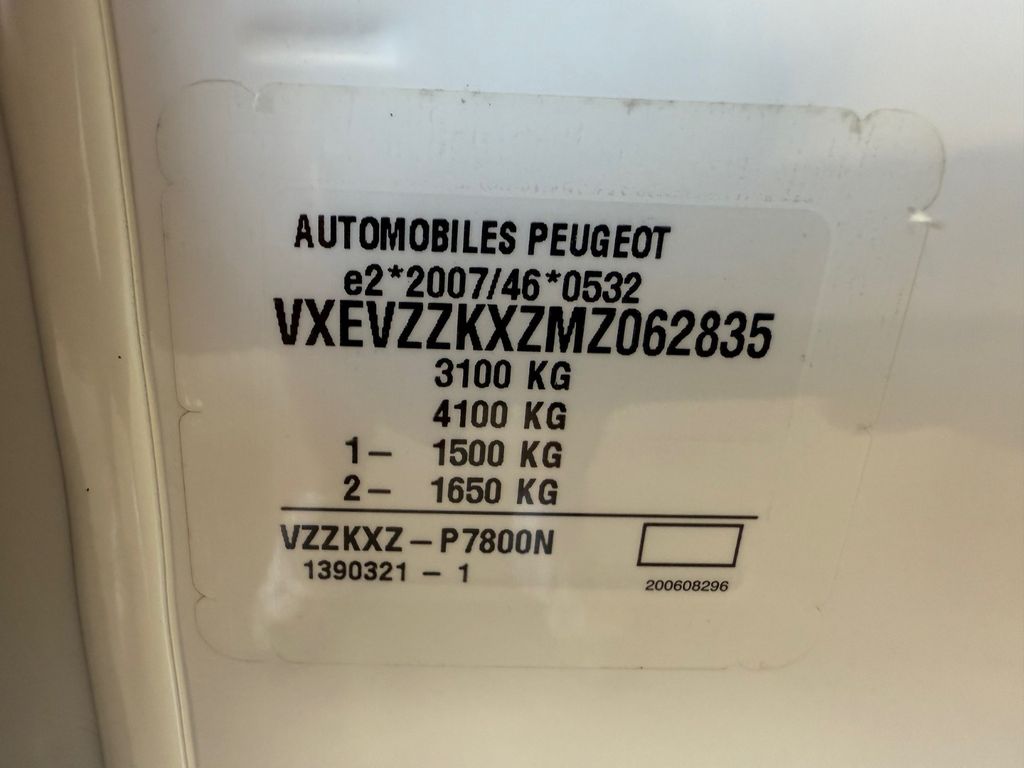 AUTOMOBILES PEUGEOT
e2*2007/46*0532
VXEVZZKXZMZ062835
3100 KG
4100 KG
1- 1500 KG
2- 1650 KG
VZZKXZ-P7800N
1390321 - 1
200608296